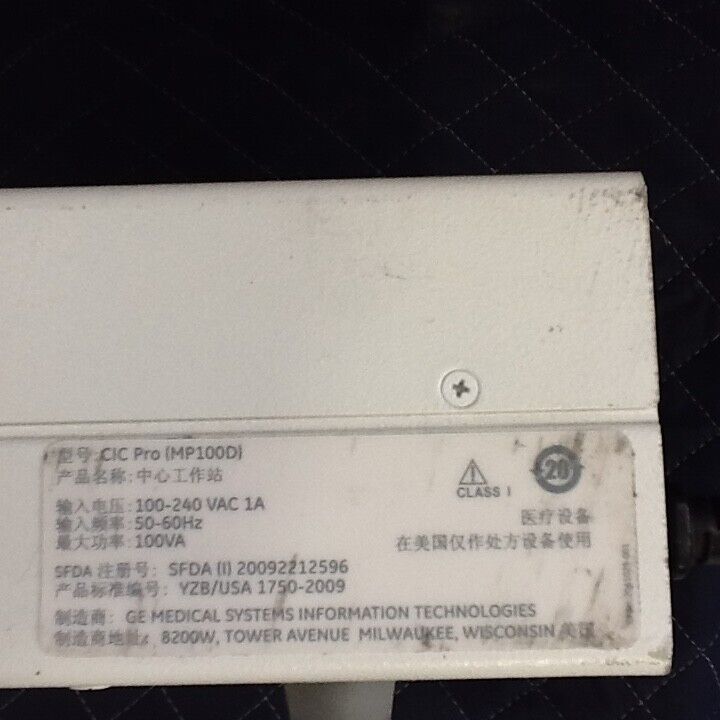 型号: CIC Pro (MP100D)
产品名称: 中心工作站
输入电压: 100-240 VAC 1A
输入频率: 50-60Hz
最大功率: 100VA
SFDA 注册号: SFDA (I) 20092212596
产品标准编号: YZB/USA 1750-2009
制造商: GE MEDICAL SYSTEMS INFORMATION TECHNOLOGIES
制造商地址: 8200W, TOWER AVENUE MILWAUKEE, WISCONSIN 美国
CLASS I
20
医疗设备
在美国仅作处方设备使用